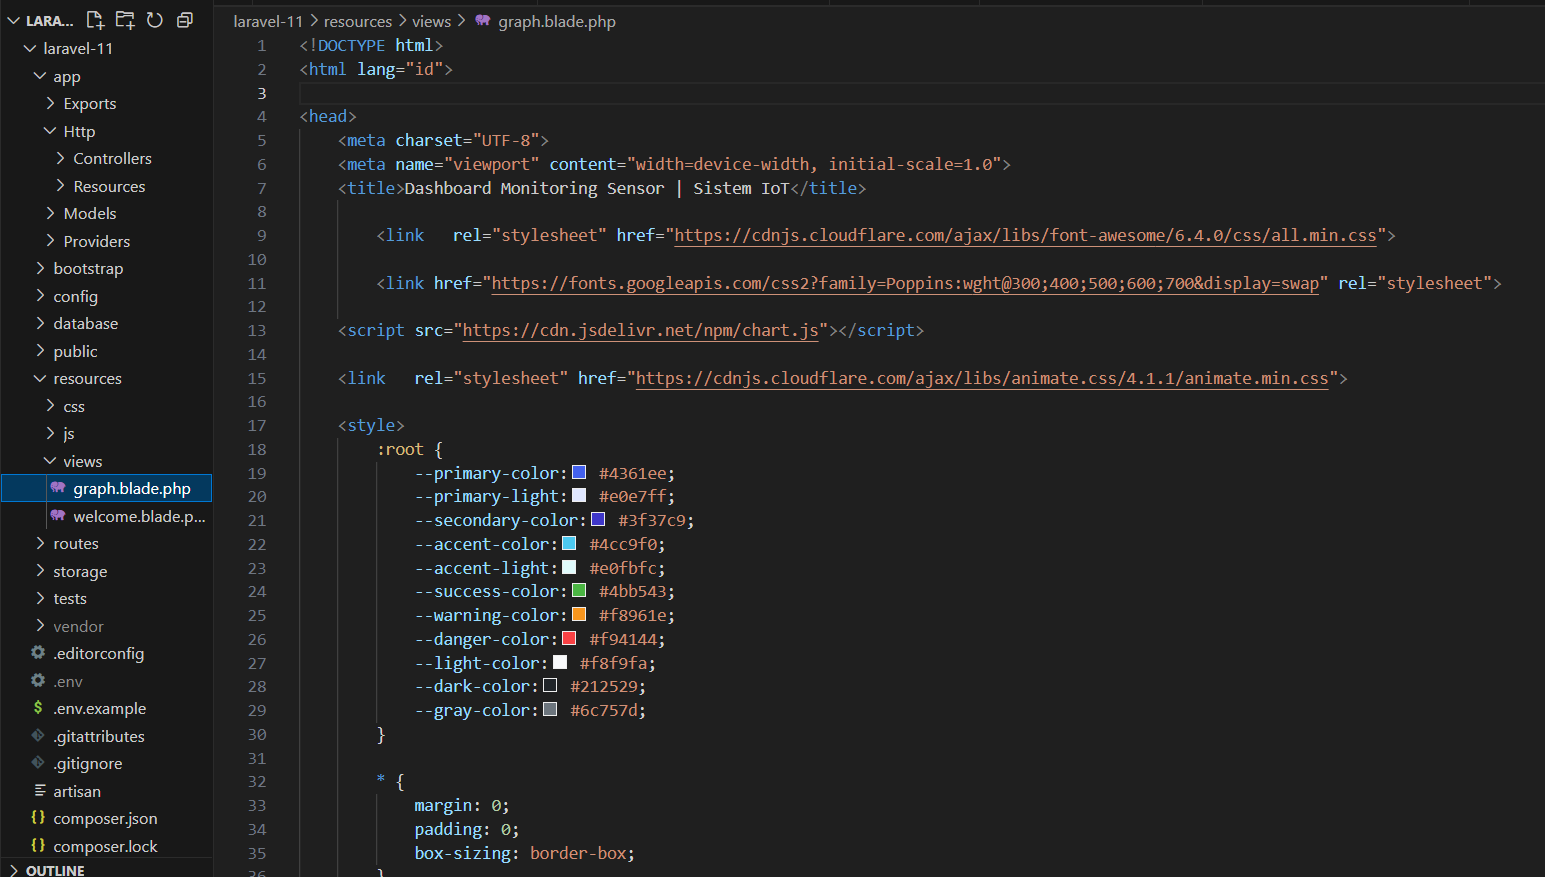 LARA...
laravel-11
app
Exports
Http
Controllers
Resources
Models
Providers
bootstrap
config
database
public
resources
css
js
views
graph.blade.php
welcome.blade.p...
routes
storage
tests
vendor
.editorconfig
.env
$ .env.example
.gitattributes
.gitignore
artisan
{} composer.json
{} composer.lock
OUTLINE
laravel-11 > resources > views > graph.blade.php
1 <!DOCTYPE html>
2 <html lang="id">
3
4 <head>
5 <meta charset="UTF-8">
6 <meta name="viewport" content="width=device-width, initial-scale=1.0">
7 <title>Dashboard Monitoring Sensor | Sistem IoT</title>
8
9 <link rel="stylesheet" href="https://cdnjs.cloudflare.com/ajax/libs/font-awesome/6.4.0/css/all.min.css">
10
11 <link href="https://fonts.googleapis.com/css2?family=Poppins:wght@300;400;500;600;700&display=swap" rel="stylesheet">
12
13 <script src="https://cdn.jsdelivr.net/npm/chart.js"></script>
14
15 <link rel="stylesheet" href="https://cdnjs.cloudflare.com/ajax/libs/animate.css/4.1.1/animate.min.css">
16
17 <style>
18 :root {
19 --primary-color: #4361ee;
20 --primary-light: #e0e7ff;
21 --secondary-color: #3f37c9;
22 --accent-color: #4cc9f0;
23 --accent-light: #e0fbfc;
24 --success-color: #4bb543;
25 --warning-color: #f8961e;
26 --danger-color: #f94144;
27 --light-color: #f8f9fa;
28 --dark-color: #212529;
29 --gray-color: #6c757d;
30 }
31
32 * {
33 margin: 0;
34 padding: 0;
35 box-sizing: border-box;
36 }